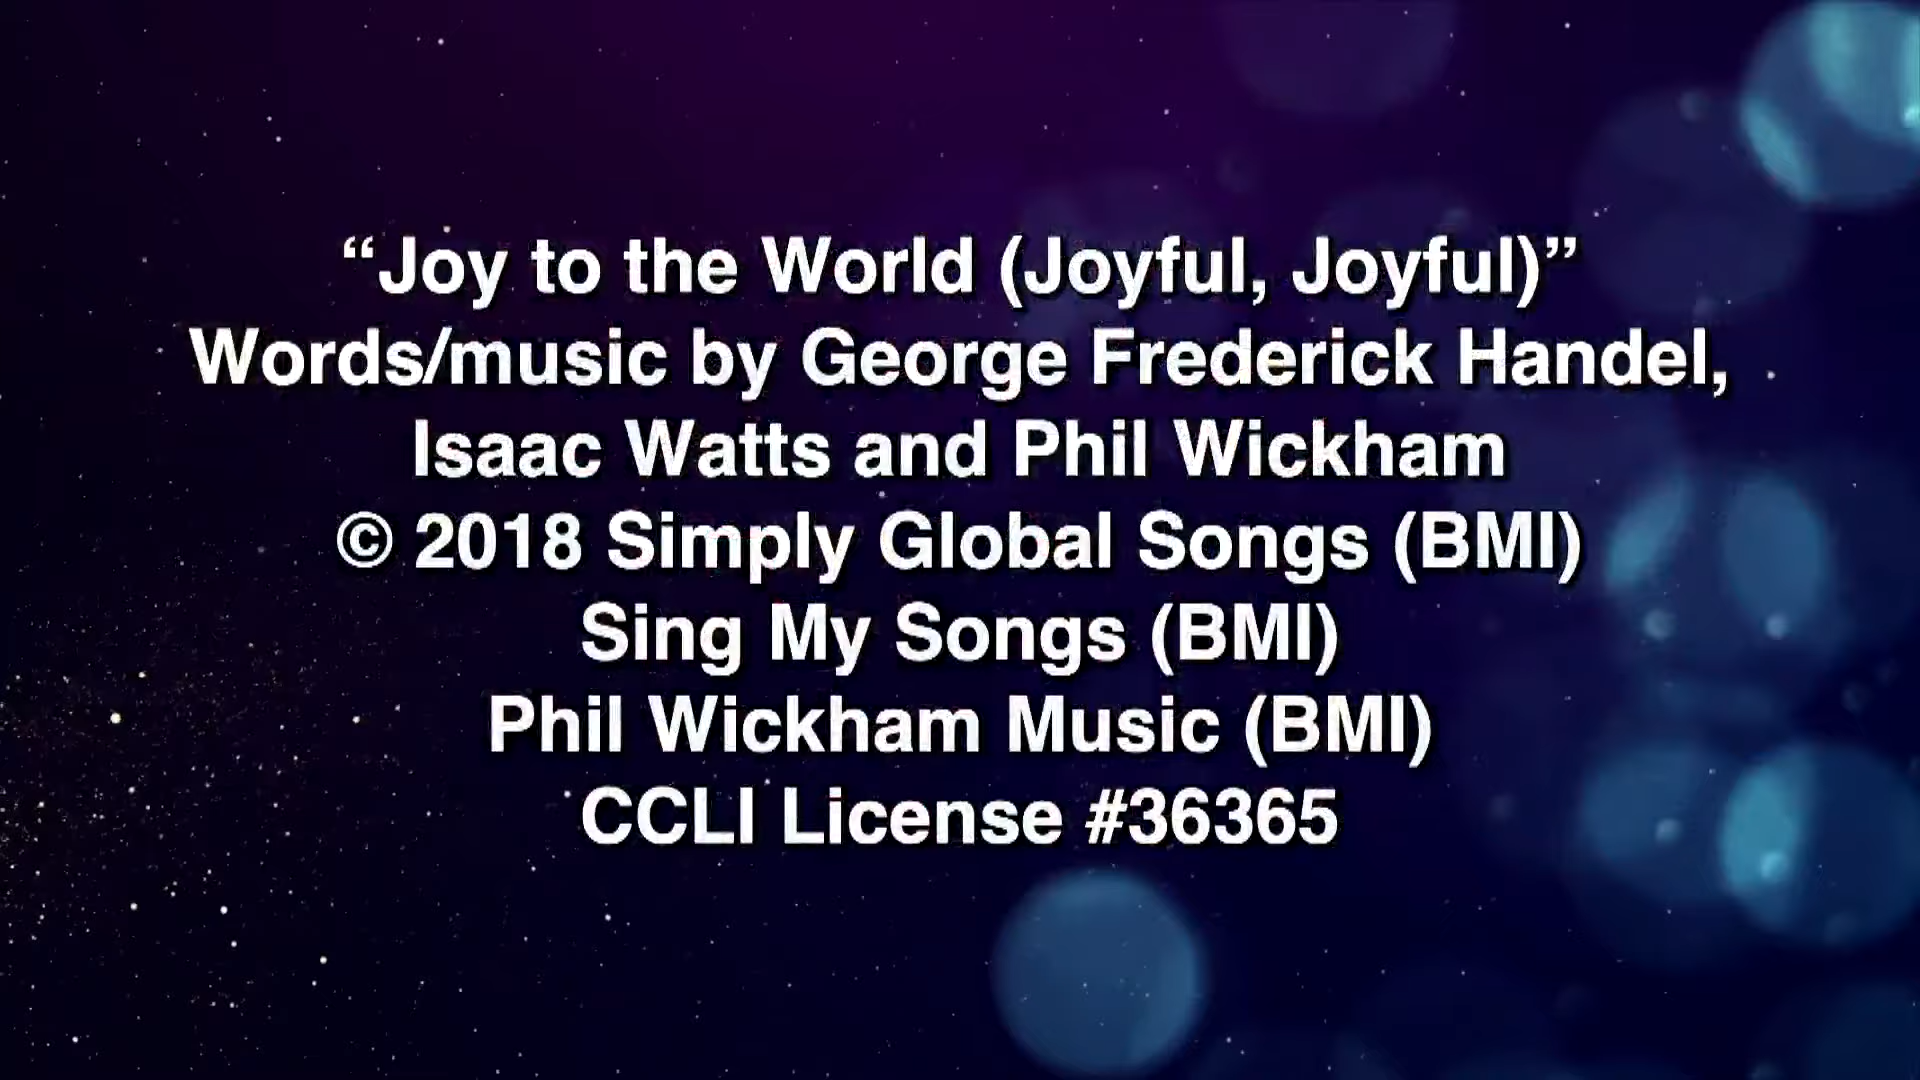 “Joy to the World (Joyful, Joyful)”
Words/music by George Frederick Handel,
Isaac Watts and Phil Wickham
© 2018 Simply Global Songs (BMI)
Sing My Songs (BMI)
Phil Wickham Music (BMI)
CCLI License #36365